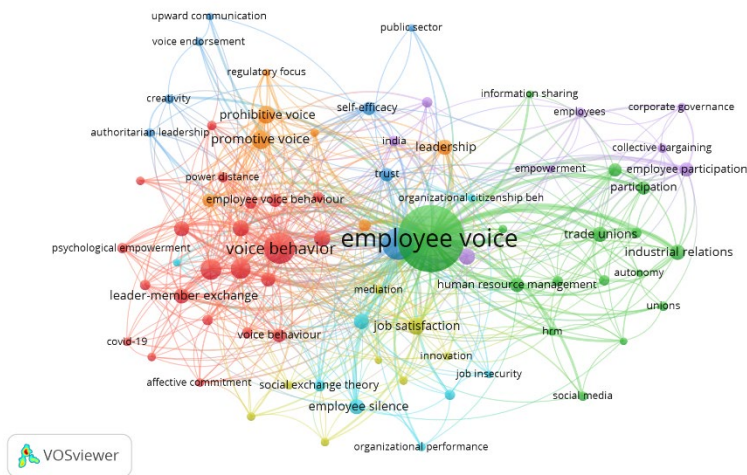 upward communication
public sector
voice endorsement
regulatory focus
creativity
information sharing
prohibitive voice
self-efficacy
employees
corporate governance
authoritarian leadership
promotive voice
india
leadership
collective bargaining
power distance
trust
empowerment
employee participation
employee voice behaviour
organizational citizenship beh
participation
psychological empowerment
voice behavior
employee voice
trade unions
industrial relations
leader-member exchange
mediation
human resource management
autonomy
unions
covid-19
voice behaviour
job satisfaction
hrm
innovation
affective commitment
social exchange theory
job insecurity
employee silence
social media
organizational performance
VOSviewer